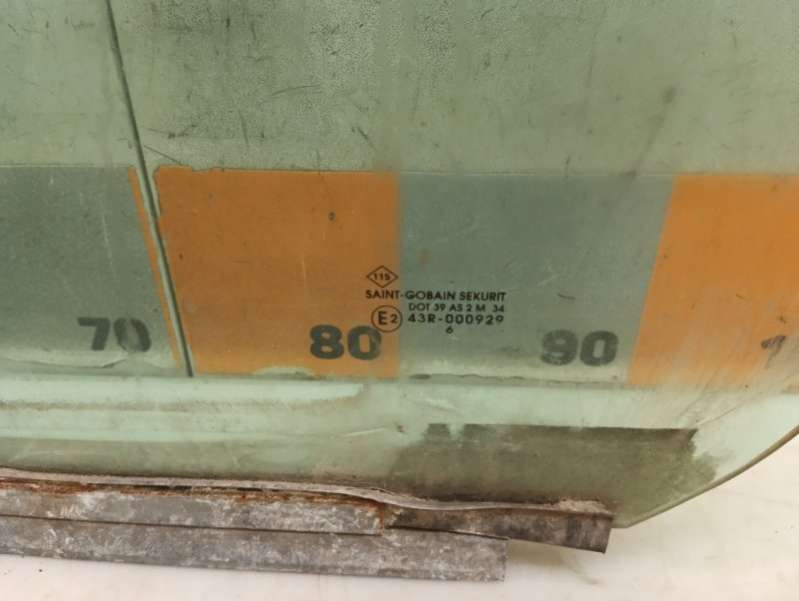 115
SAINT-GOBAIN SEKURIT
DOT 39 AS 2 M 34
E2 43R-000929
6
70
80
90